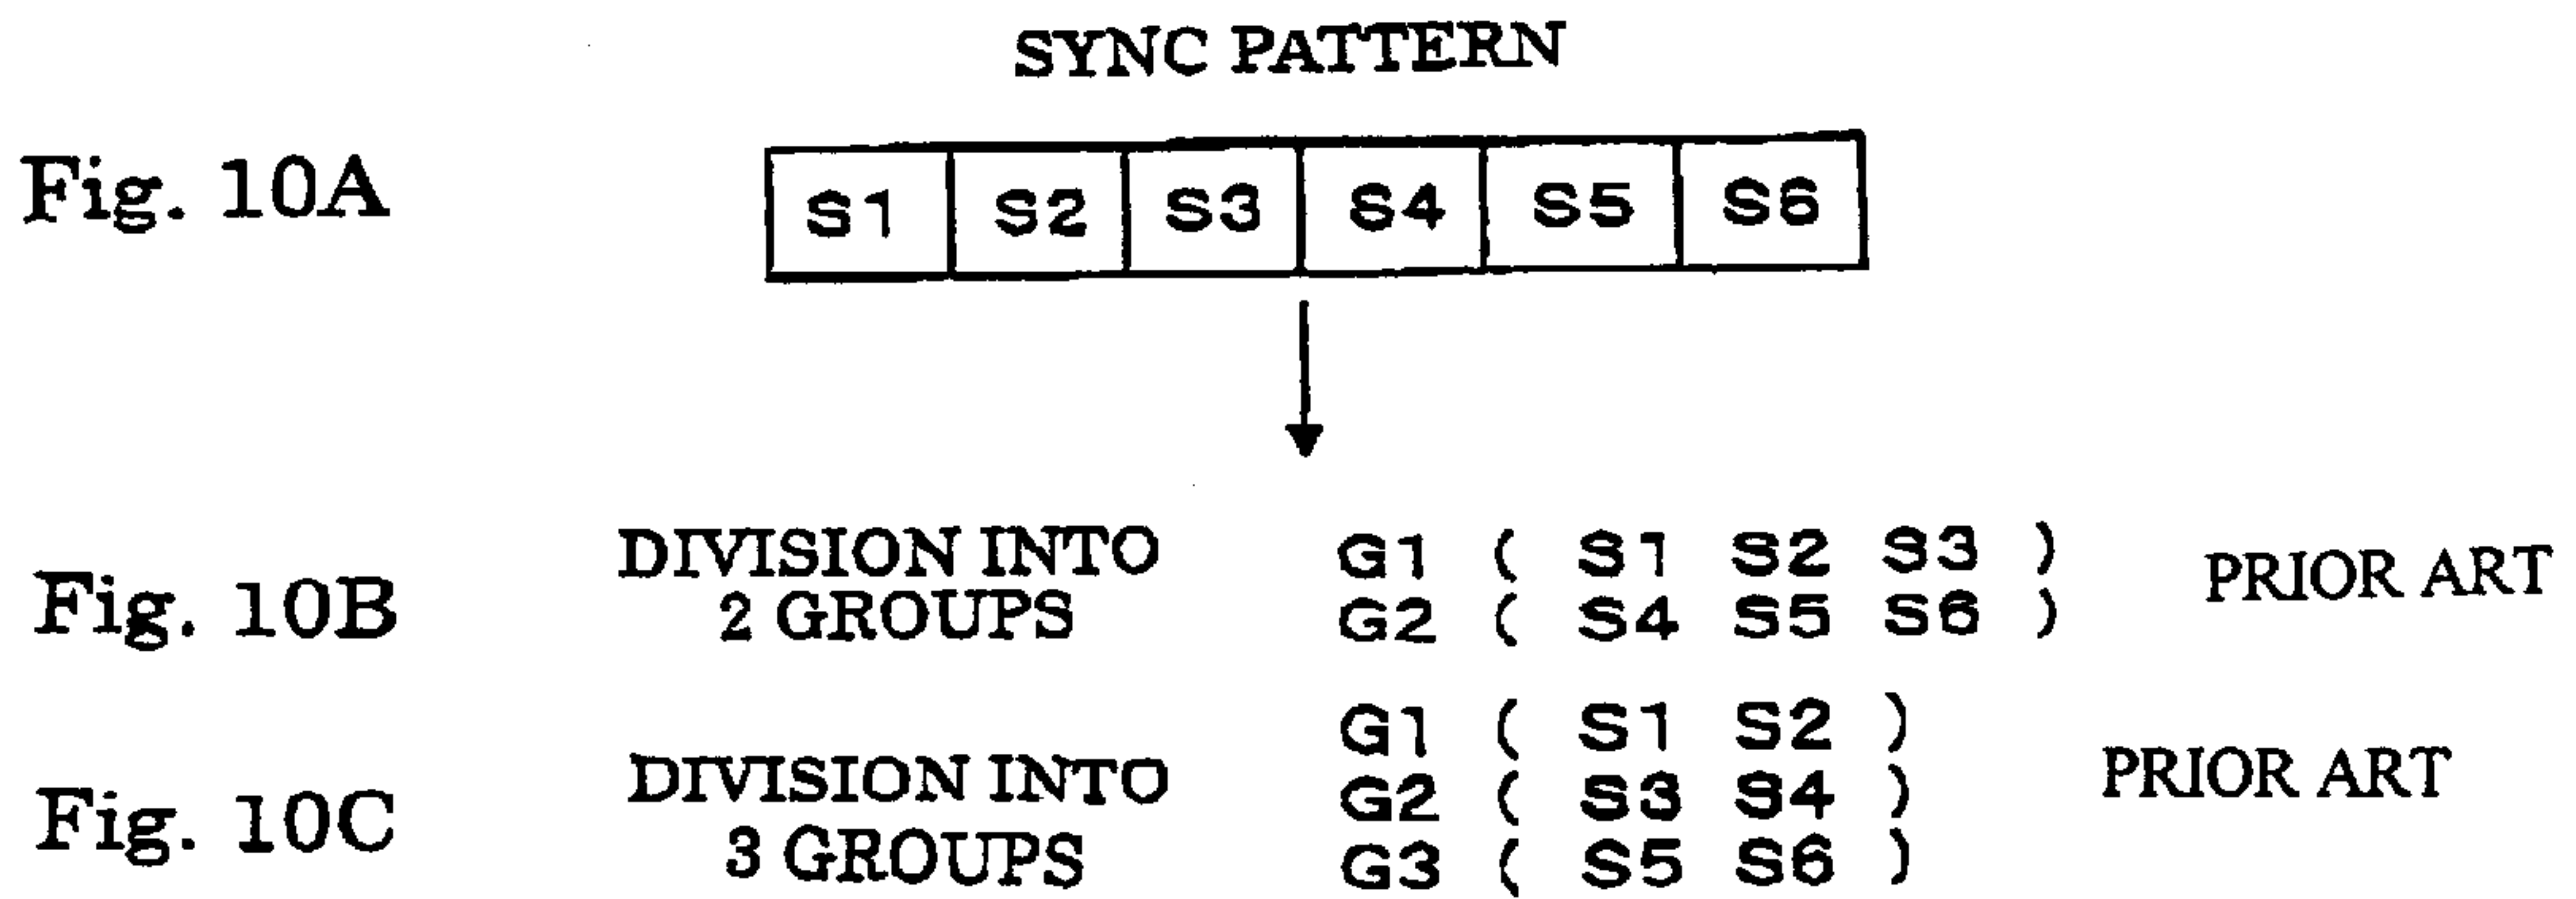 SYNC PATTERN
Fig. 10A
S1 S2 S3 S4 S5 S6
Fig. 10B
DIVISION INTO
2 GROUPS
G1 ( S1 S2 S3 )
G2 ( S4 S5 S6 )
PRIOR ART
Fig. 10C
DIVISION INTO
3 GROUPS
G1 ( S1 S2 )
G2 ( S3 S4 )
G3 ( S5 S6 )
PRIOR ART